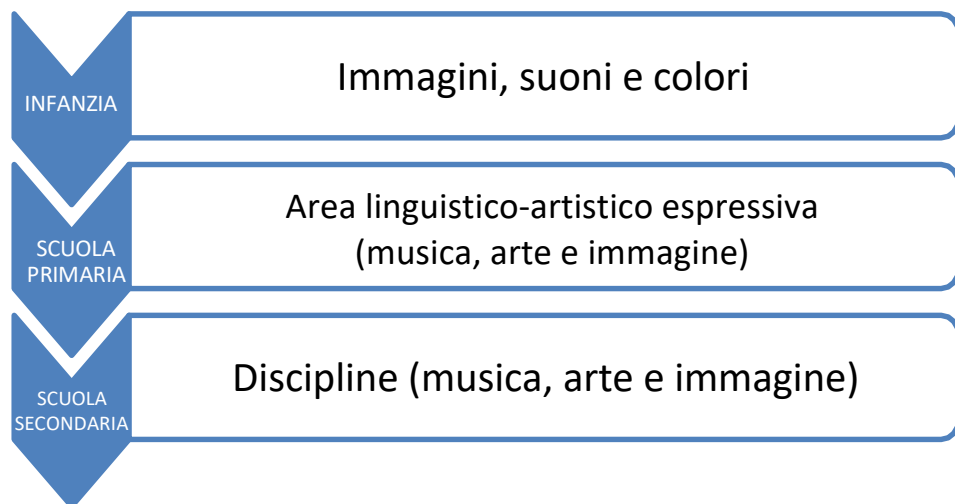 INFANZIA
Immagini, suoni e colori
SCUOLA
PRIMARIA
Area linguistico-artistico espressiva
(musica, arte e immagine)
SCUOLA
SECONDARIA
Discipline (musica, arte e immagine)